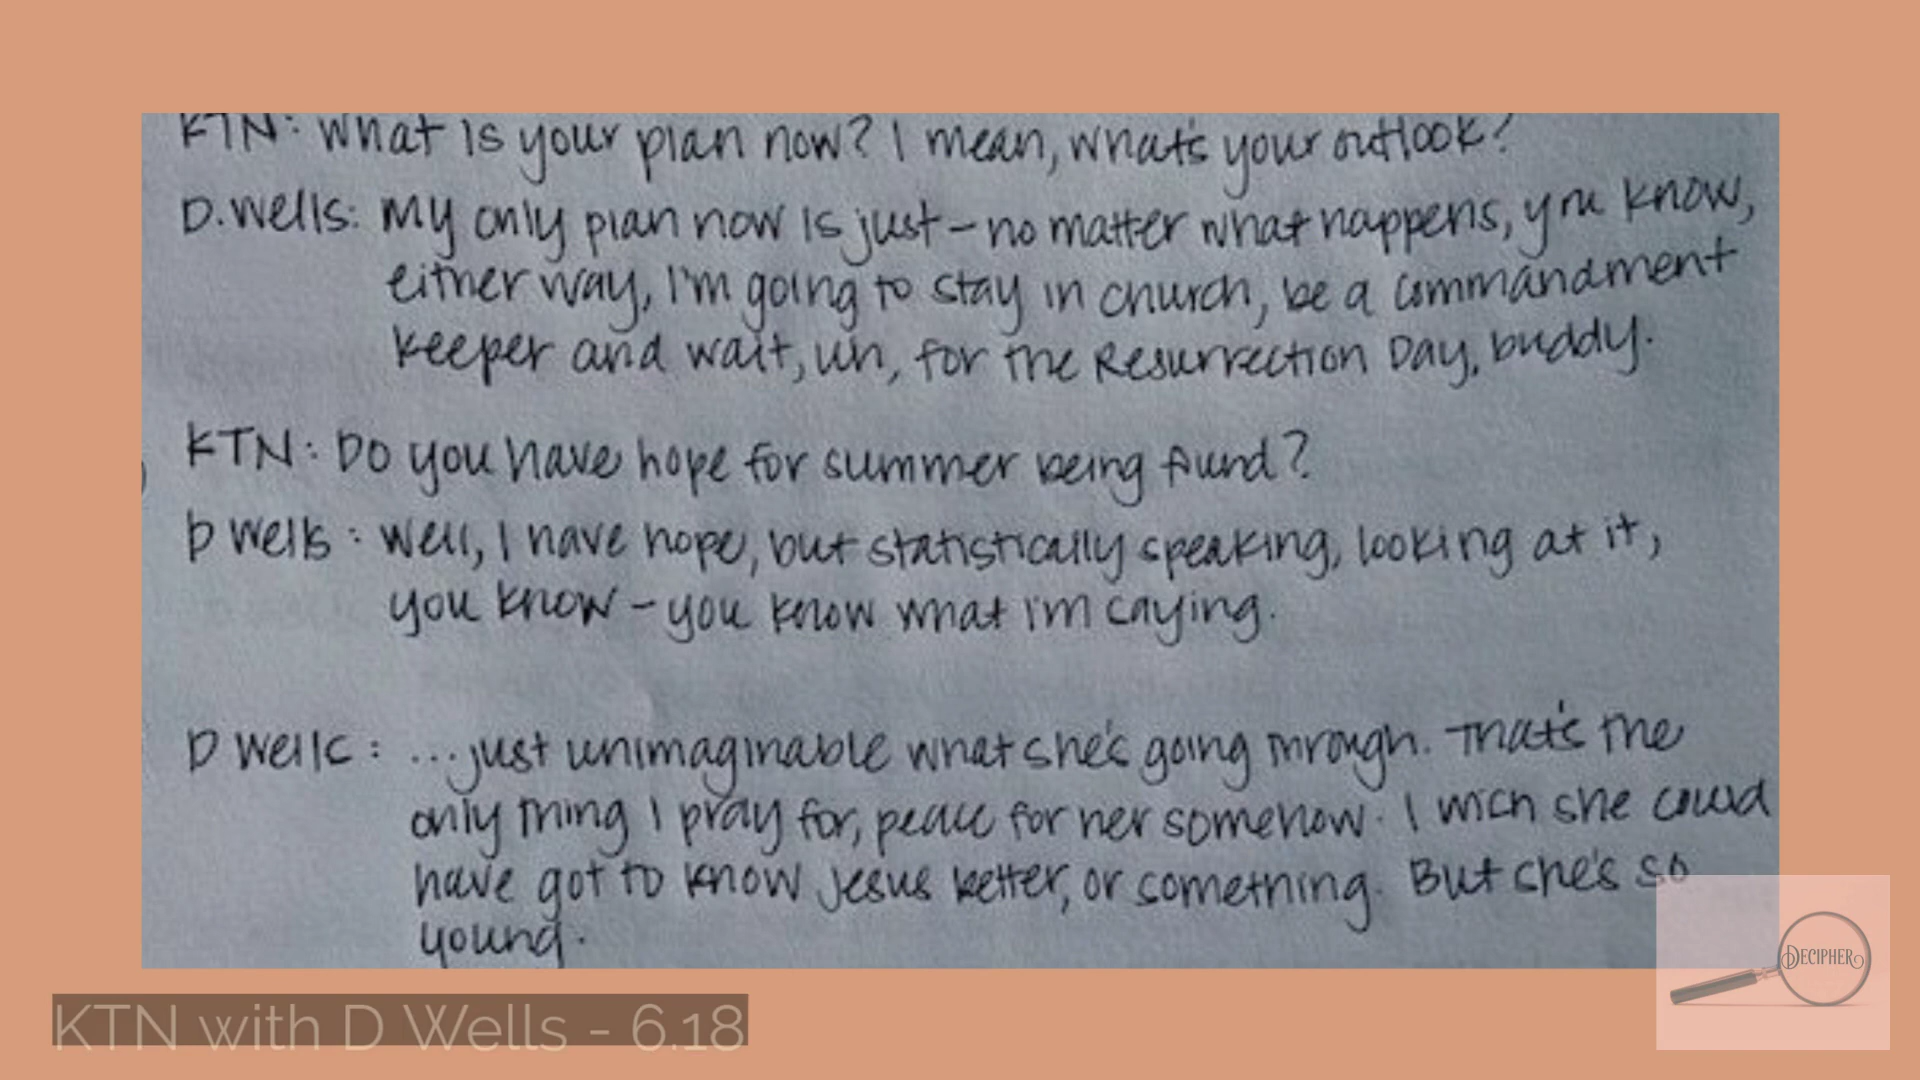 KTN: What is your plan now? I mean, what's your outlook?
D. Wells: My only plan now is just - no matter what happens, you know,
either way, I'm going to stay in church, be a commandment
keeper and wait, uh, for the Resurrection Day, buddy.
KTN: Do you have hope for summer being found?
D Wells: Well, I have hope, but statistically speaking, looking at it,
you know - you know what I'm saying.
D Wells: ...just unimaginable what she's going through. That's the
only thing I pray for, peace for her somehow. I wish she could
have got to know Jesus better, or something. But she's so
young.
DECIPHER
KTN with D Wells - 6.18